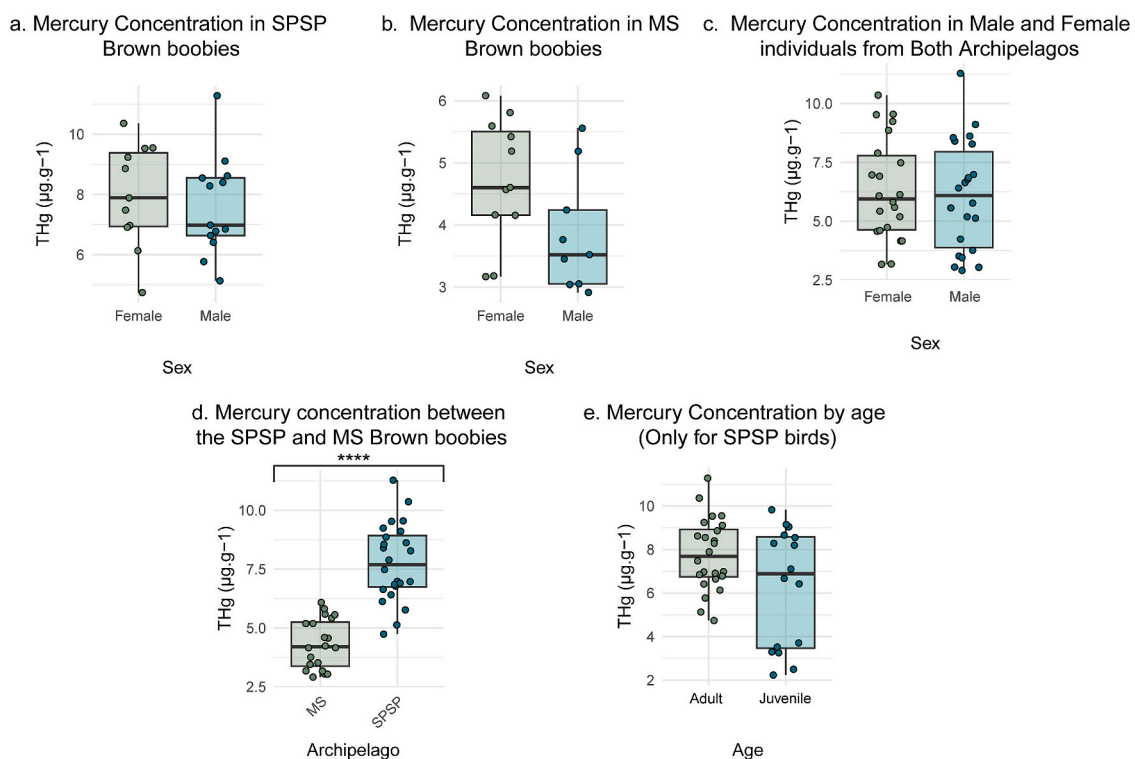 a. Mercury Concentration in SPSP
Brown boobies
THg (µg.g−1)
10
8
6
Female
Male
Sex
b. Mercury Concentration in MS
Brown boobies
THg (µg.g−1)
6
5
4
3
Female
Male
Sex
c. Mercury Concentration in Male and Female
individuals from Both Archipelagos
THg (µg.g−1)
10.0
7.5
5.0
2.5
Female
Male
Sex
d. Mercury concentration between
the SPSP and MS Brown boobies
****
THg (µg.g−1)
10.0
7.5
5.0
2.5
MS
SPSP
Archipelago
e. Mercury Concentration by age
(Only for SPSP birds)
THg (µg.g−1)
10
8
6
4
2
Adult
Juvenile
Age